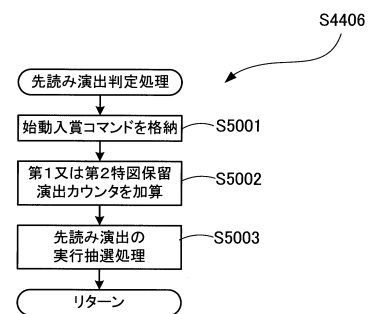 S4406
先読み演出判定処理
始動入賞コマンドを格納
S5001
第1又は第2特図保留
演出カウンタを加算
S5002
先読み演出の
実行抽選処理
S5003
リターン